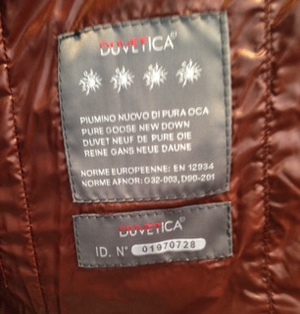 DUVETICA
PIUMINO NUOVO DI PURA OCA
PURE GOOSE NEW DOWN
DUVET NEUF DE PURE OIE
REINE GANS NEUE DAUNE
NORME EUROPEENNE: EN 12934
NORME AFNOR: G32-003, D90-201
DUVETICA
ID. N° 01970728